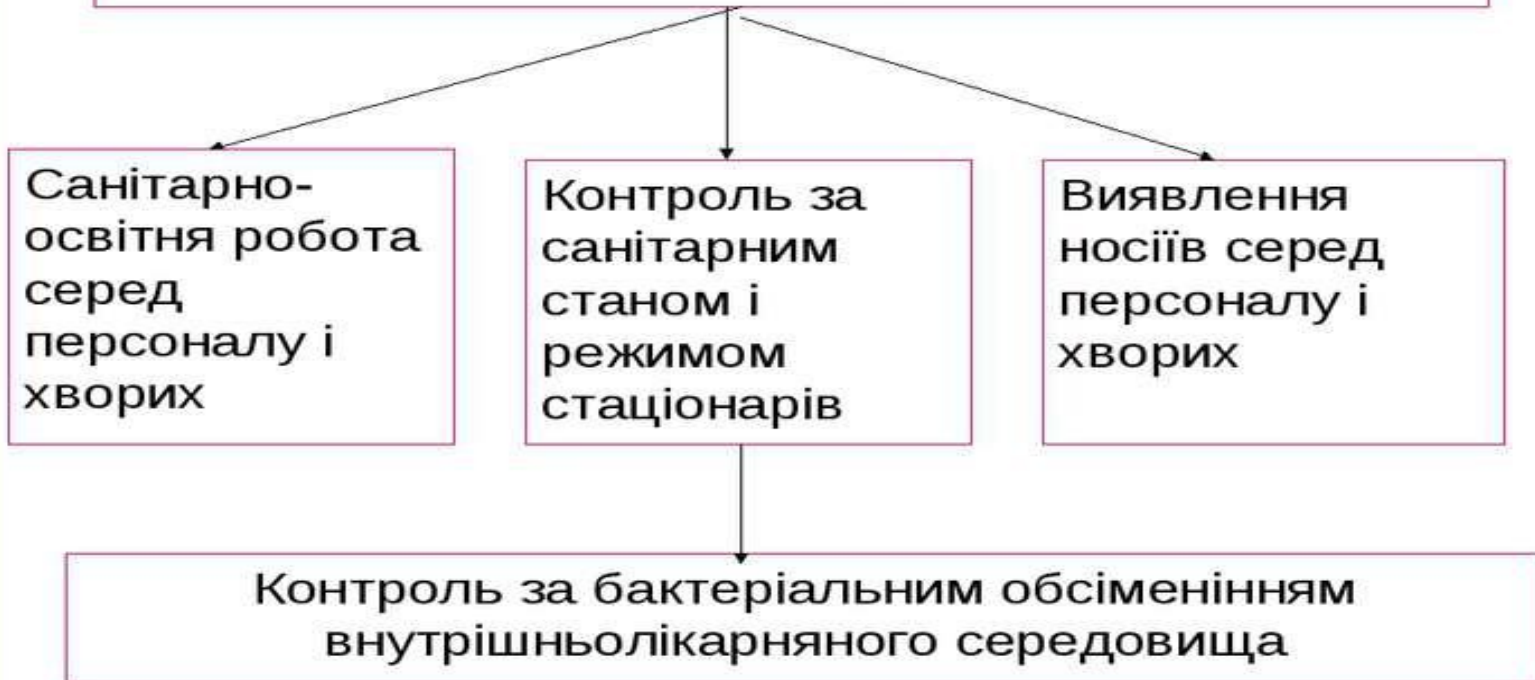 Санітарно-
освітня робота
серед
персоналу і
хворих
Контроль за
санітарним
станом і
режимом
стаціонарів
Виявлення
носіїв серед
персоналу і
хворих
Контроль за бактеріальним обсіменінням
внутрішньолікарняного середовища